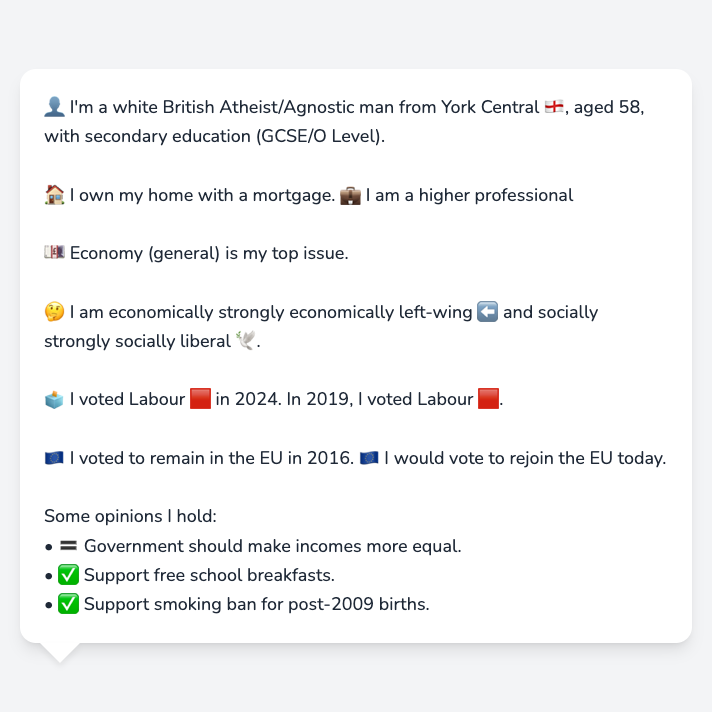 👤 I'm a white British Atheist/Agnostic man from York Central 🏴󠁧󠁢󠁥󠁮󠁧󠁿, aged 58,
with secondary education (GCSE/O Level).
🏠 I own my home with a mortgage. 💼 I am a higher professional
💷 Economy (general) is my top issue.
🤔 I am economically strongly economically left-wing ⬅️ and socially
strongly socially liberal 🕊️.
🗳️ I voted Labour 🟥 in 2024. In 2019, I voted Labour 🟥.
🇪🇺 I voted to remain in the EU in 2016. 🇪🇺 I would vote to rejoin the EU today.
Some opinions I hold:
• 🟰 Government should make incomes more equal.
• ✅ Support free school breakfasts.
• ✅ Support smoking ban for post-2009 births.